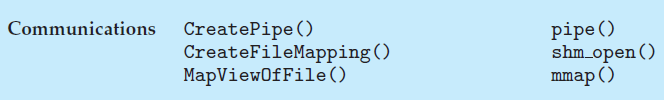 Communications CreatePipe() pipe()
CreateFileMapping() shm_open()
MapViewOfFile() mmap()